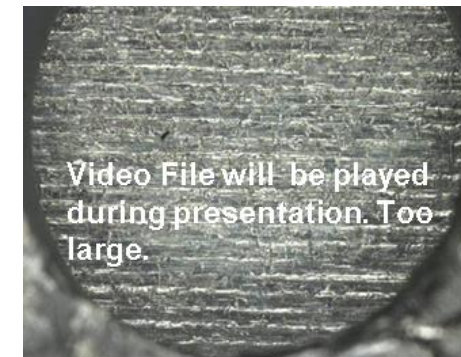 Video File will be played
during presentation. Too
large.